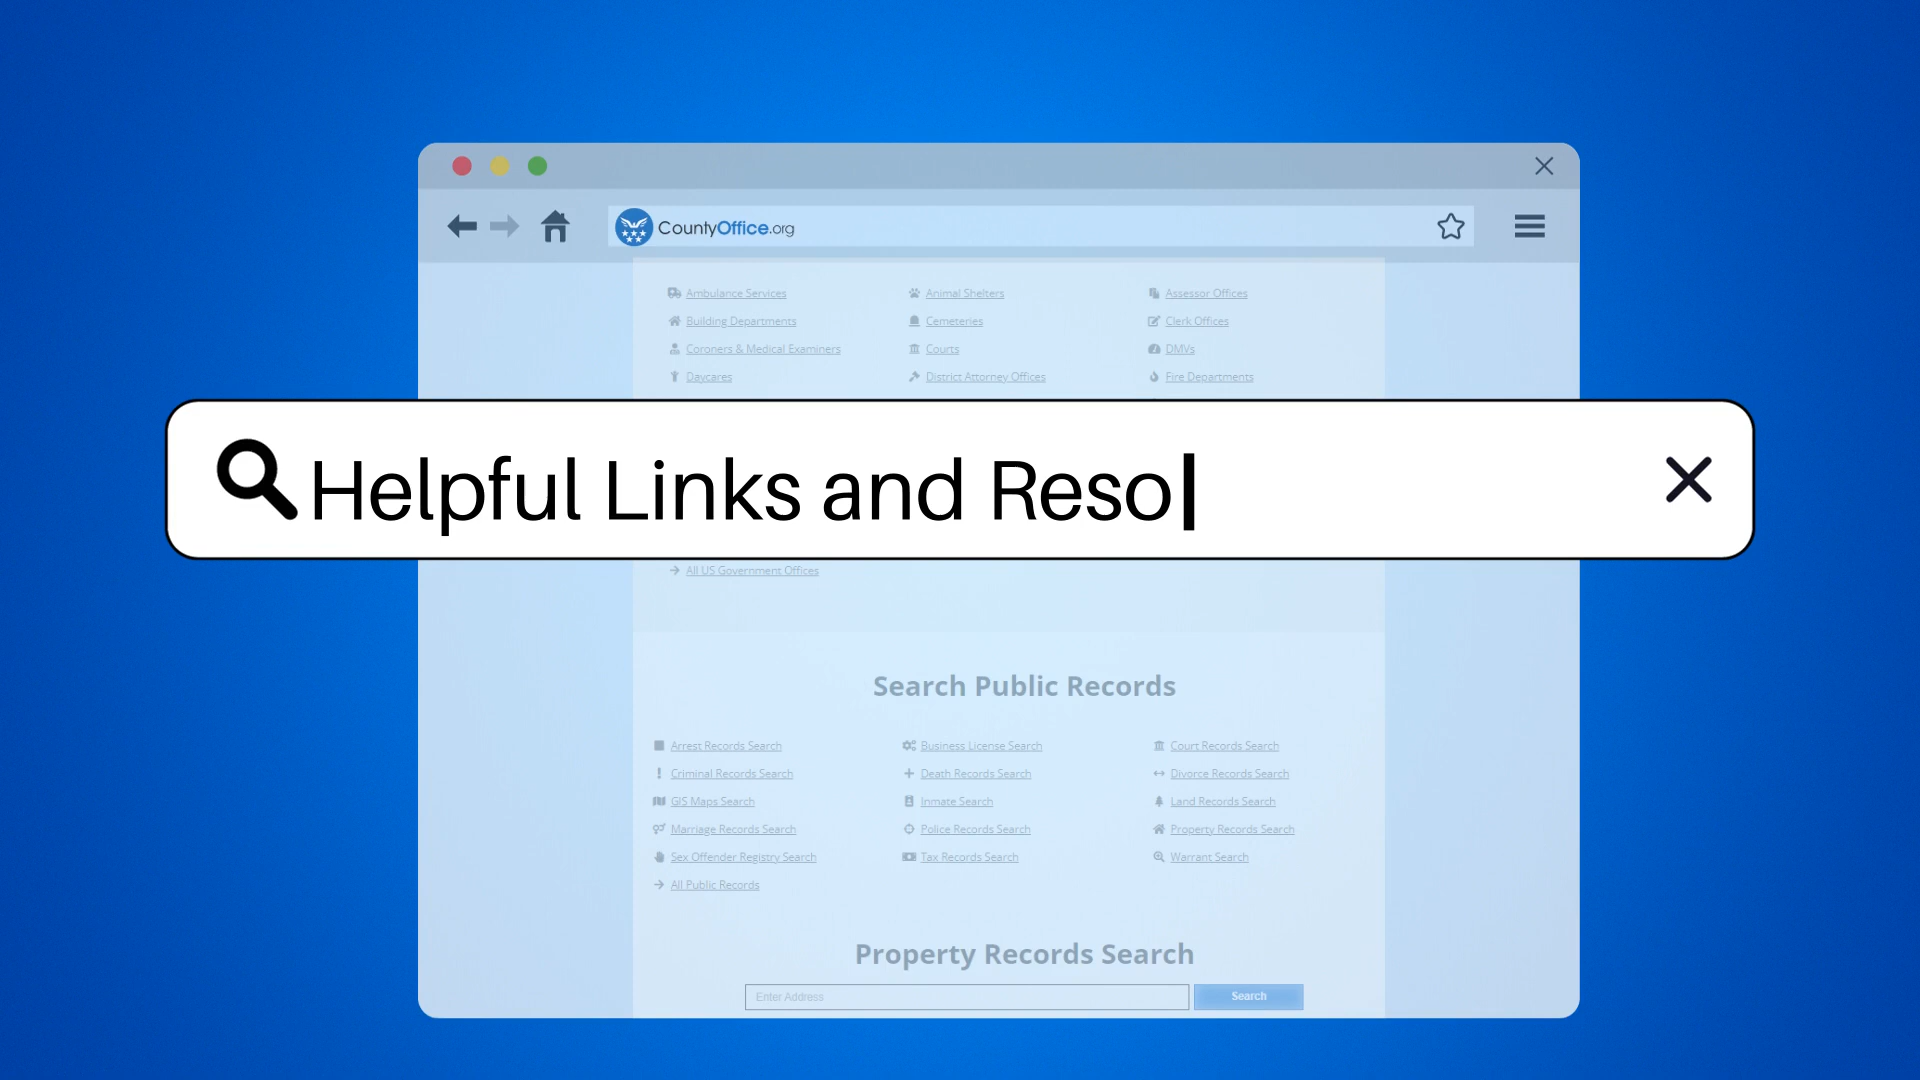 CountyOffice.org
Ambulance Services Animal Shelters Assessor Offices
Building Departments Cemeteries Clerk Offices
Coroners & Medical Examiners Courts DMVs
Daycares District Attorney Offices Fire Departments
Helpful Links and Reso
All US Government Offices
Search Public Records
Arrest Records Search Business License Search Court Records Search
Criminal Records Search Death Records Search Divorce Records Search
GIS Maps Search Inmate Search Land Records Search
Marriage Records Search Police Records Search Property Records Search
Sex Offender Registry Search Tax Records Search Warrant Search
All Public Records
Property Records Search
Enter Address Search